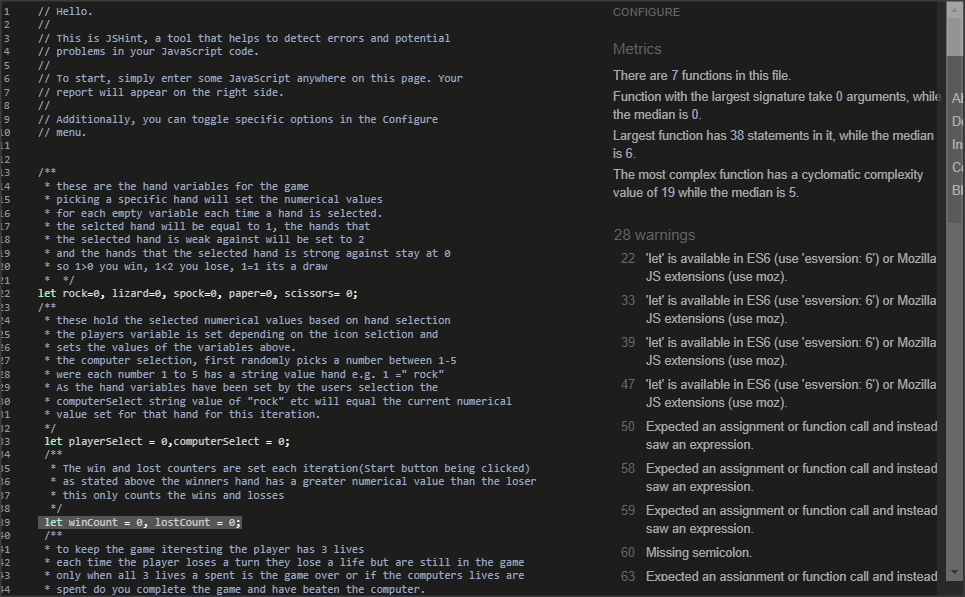 1 // Hello.
2 //
3 // This is JSHint, a tool that helps to detect errors and potential
4 // problems in your JavaScript code.
5 //
6 // To start, simply enter some JavaScript anywhere on this page. Your
7 // report will appear on the right side.
8 //
9 // Additionally, you can toggle specific options in the Configure
10 // menu.
11
12
13 /**
14 * these are the hand variables for the game
15 * picking a specific hand will set the numerical values
16 * for each empty variable each time a hand is selected.
17 * the selcted hand will be equal to 1, the hands that
18 * the selected hand is weak against will be set to 2
19 * and the hands that the selected hand is strong against stay at 0
20 * so 1>0 you win, 1<2 you lose, 1=1 its a draw
21 * * */
22 let rock=0, lizard=0, spock=0, paper=0, scissors= 0;
23 /**
24 * these hold the selected numerical values based on hand selection
25 * the players variable is set depending on the icon selction and
26 * sets the values of the variables above.
27 * the computer selection, first randomly picks a number between 1-5
28 * were each number 1 to 5 has a string value hand e.g. 1 =" rock"
29 * As the hand variables have been set by the users selection the
30 * computerSelect string value of "rock" etc will equal the current numerical
31 * value set for that hand for this iteration.
32 */
33 let playerSelect = 0,computerSelect = 0;
34 /**
35 * The win and lost counters are set each iteration(Start button being clicked)
36 * as stated above the winners hand has a greater numerical value than the loser
37 * this only counts the wins and losses
38 */
39 let winCount = 0, lostCount = 0;
40 /**
41 * to keep the game iteresting the player has 3 lives
42 * each time the player loses a turn they lose a life but are still in the game
43 * only when all 3 lives a spent is the game over or if the computers lives are
44 * spent do you complete the game and have beaten the computer.
CONFIGURE
Metrics
There are 7 functions in this file.
Function with the largest signature take 0 arguments, while
the median is 0.
Largest function has 38 statements in it, while the median
is 6.
The most complex function has a cyclomatic complexity
value of 19 while the median is 5.
28 warnings
22 'let' is available in ES6 (use 'esversion: 6') or Mozilla
JS extensions (use moz).
33 'let' is available in ES6 (use 'esversion: 6') or Mozilla
JS extensions (use moz).
39 'let' is available in ES6 (use 'esversion: 6') or Mozilla
JS extensions (use moz).
47 'let' is available in ES6 (use 'esversion: 6') or Mozilla
JS extensions (use moz).
50 Expected an assignment or function call and instead
saw an expression.
58 Expected an assignment or function call and instead
saw an expression.
59 Expected an assignment or function call and instead
saw an expression.
60 Missing semicolon.
63 Expected an assignment or function call and instead